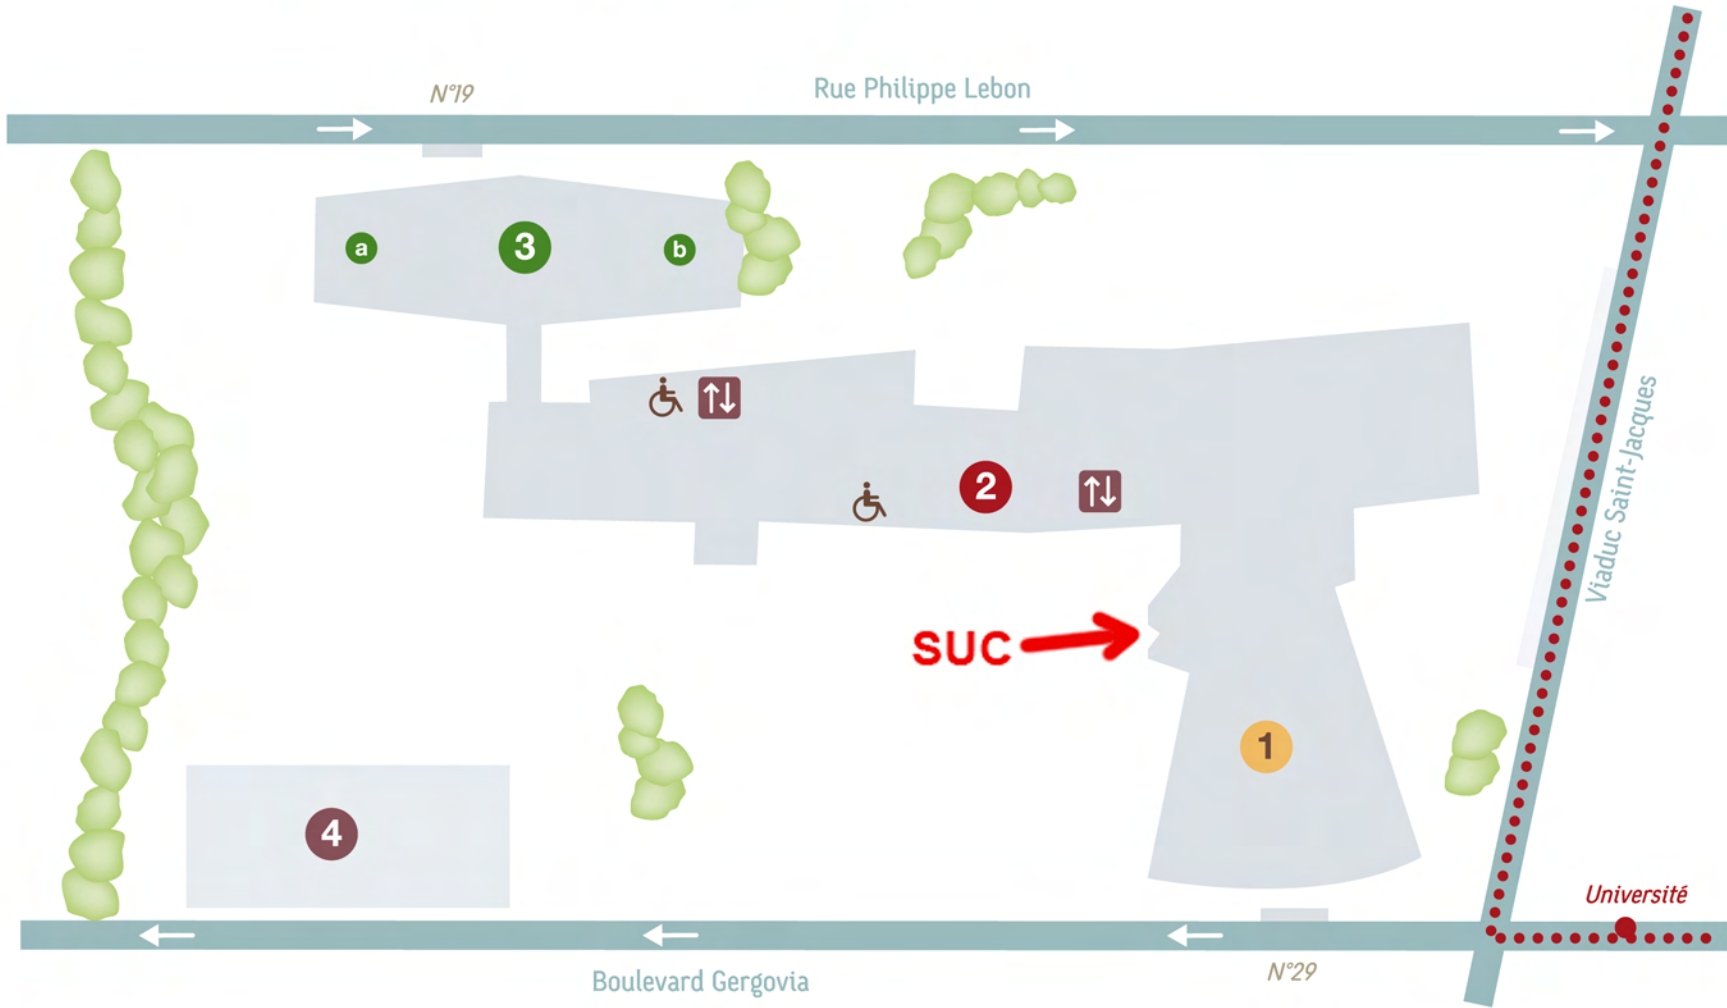 N°19
Rue Philippe Lebon
a
3
b
2
Viaduc Saint-Jacques
SUC
1
4
Université
Boulevard Gergovia
N°29